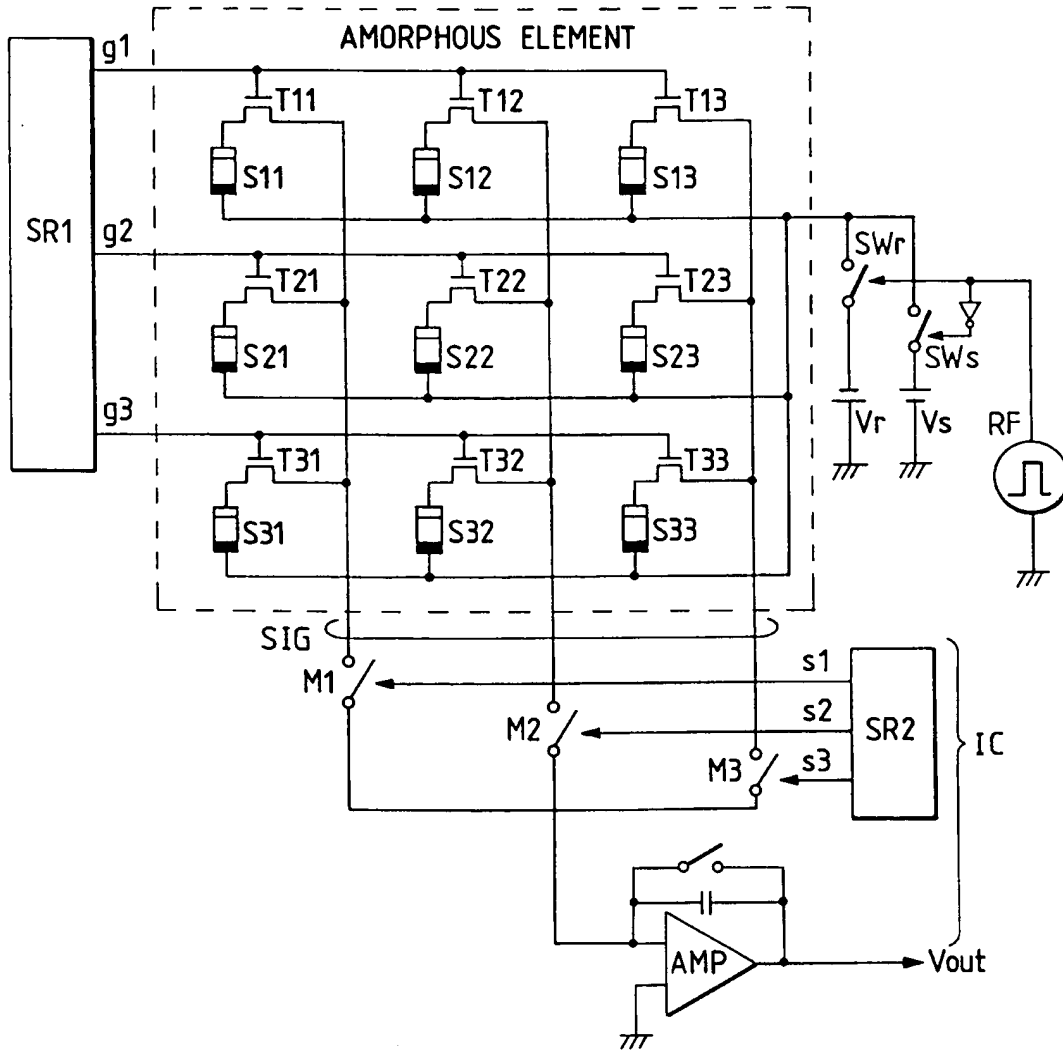 AMORPHOUS ELEMENT
g1
T11
T12
T13
S11
S12
S13
SR1
g2
SWr
T21
T22
T23
S21
S22
S23
SWs
g3
Vr
Vs
RF
T31
T32
T33
S31
S32
S33
SIG
M1
s1
M2
s2
SR2
IC
M3
s3
AMP
Vout